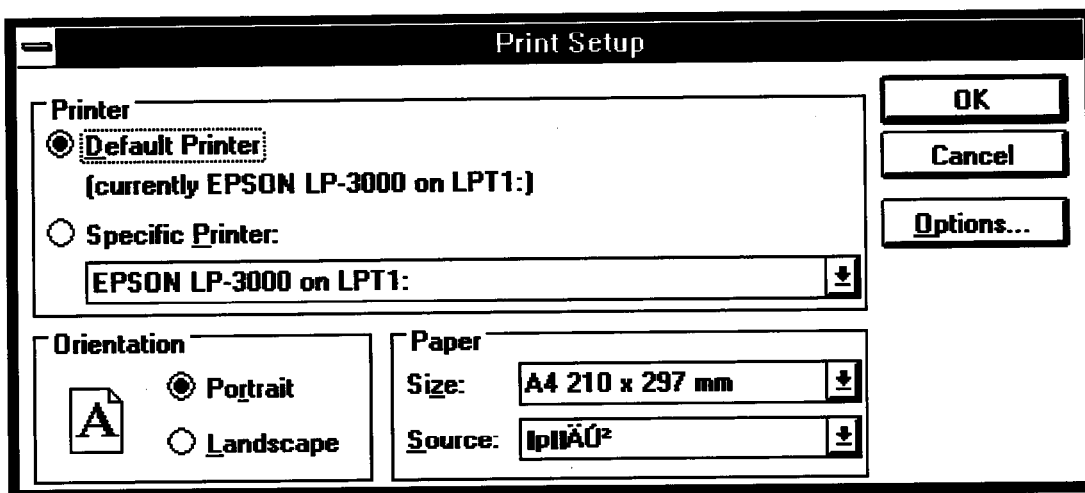 Print Setup
Printer
Default Printer
(currently EPSON LP-3000 on LPT1:)
Specific Printer:
EPSON LP-3000 on LPT1:
OK
Cancel
Options...
Orientation
Portrait
Landscape
A
Paper
Size: A4 210 x 297 mm
Source: